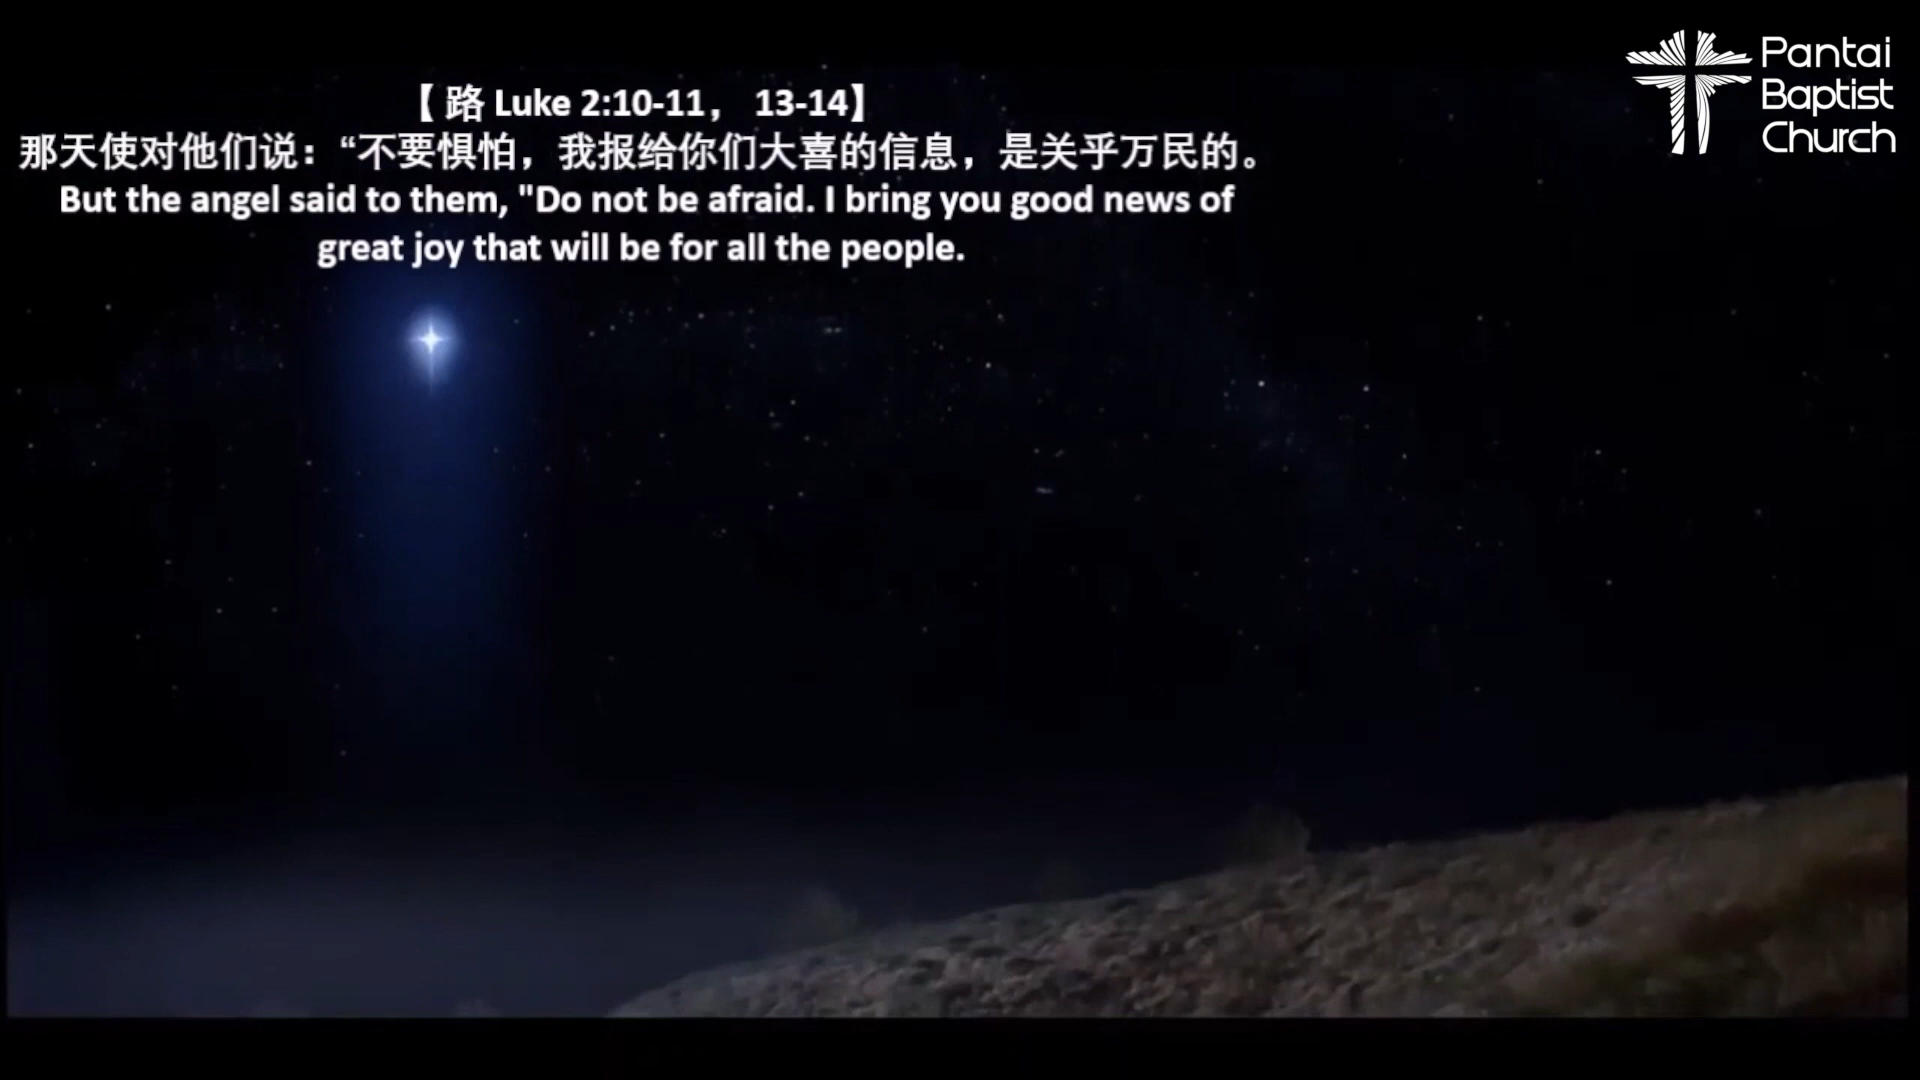 【 路 Luke 2:10-11， 13-14】
那天使对他们说：“不要惧怕，我报给你们大喜的信息，是关乎万民的。
But the angel said to them, "Do not be afraid. I bring you good news of
great joy that will be for all the people.
Pantai
Baptist
Church